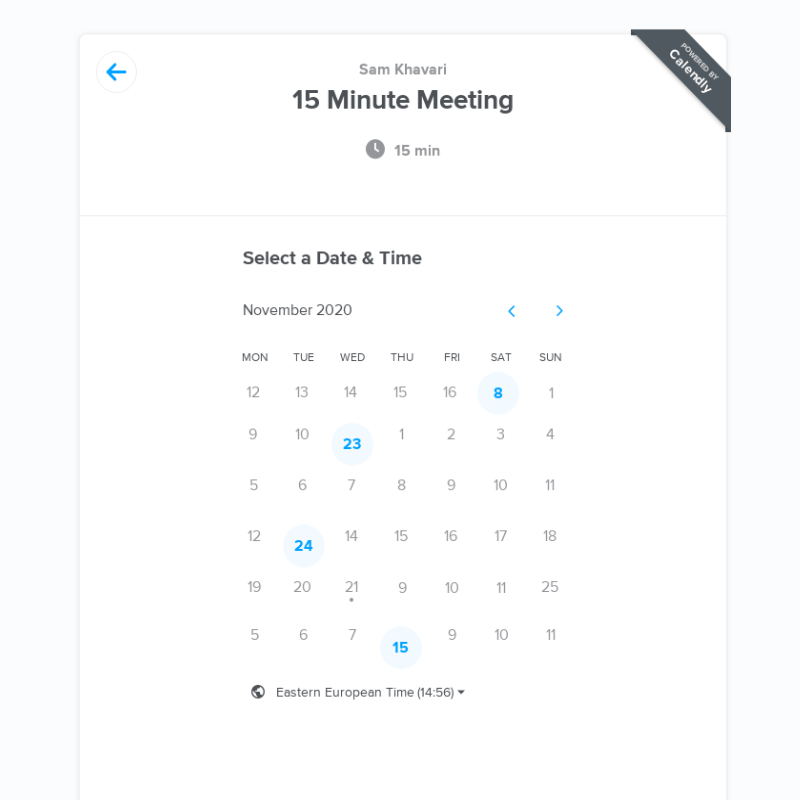 Sam Khavari
15 Minute Meeting
POWERED BY
Calendly
15 min
Select a Date & Time
November 2020
MON TUE WED THU FRI SAT SUN
12 13 14 15 16 8 1
9 10 23 1 2 3 4
5 6 7 8 9 10 11
12 24 14 15 16 17 18
19 20 21 9 10 11 25
5 6 7 15 9 10 11
Eastern European Time (14:56)